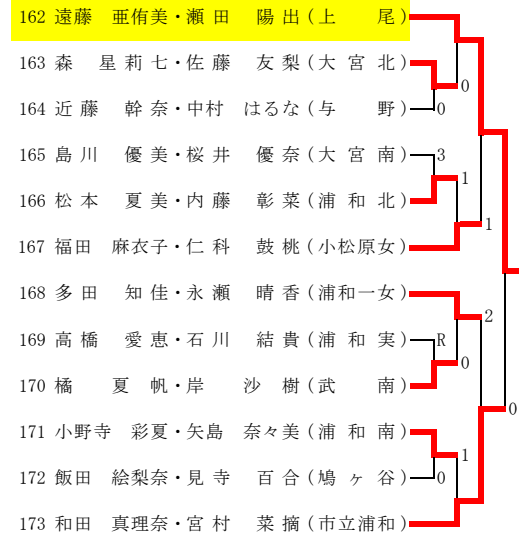 162 遠藤 亜侑美・瀬田 陽出(上 尾)
163 森 星莉七・佐藤 友梨(大宮北)
0
164 近藤 幹奈・中村 はるな(与 野)
0
165 島川 優美・桜井 優奈(大宮南)
3
1
166 松本 夏美・内藤 彰菜(浦和北)
1
167 福田 麻衣子・仁科 鼓桃(小松原女)
168 多田 知佳・永瀬 晴香(浦和一女)
2
169 高橋 愛恵・石川 結貴(浦和実)
R
0
170 橘 夏帆・岸 沙樹(武 南)
0
171 小野寺 彩夏・矢島 奈々美(浦和南)
1
172 飯田 絵梨奈・見寺 百合(鳩ヶ谷)
0
173 和田 真理奈・宮村 菜摘(市立浦和)